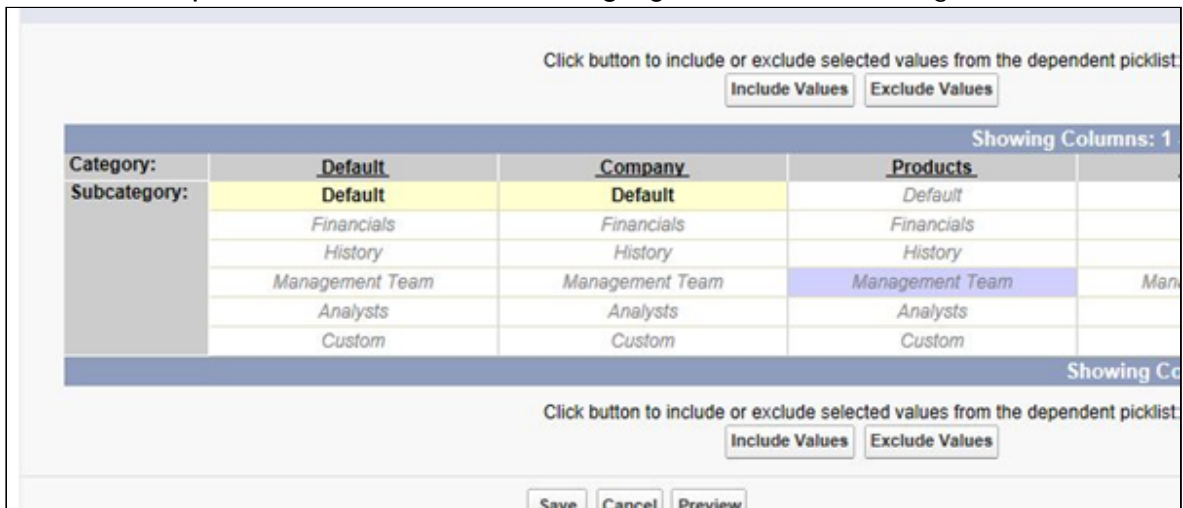 Click button to include or exclude selected values from the dependent picklist:
Include Values Exclude Values
Showing Columns: 1
Category: Default Company Products
Subcategory: Default Default Default
Financials Financials Financials
History History History
Management Team Management Team Management Team
Analysts Analysts Analysts
Custom Custom Custom
Showing
Click button to include or exclude selected values from the dependent picklist:
Include Values Exclude Values
Save Cancel Preview